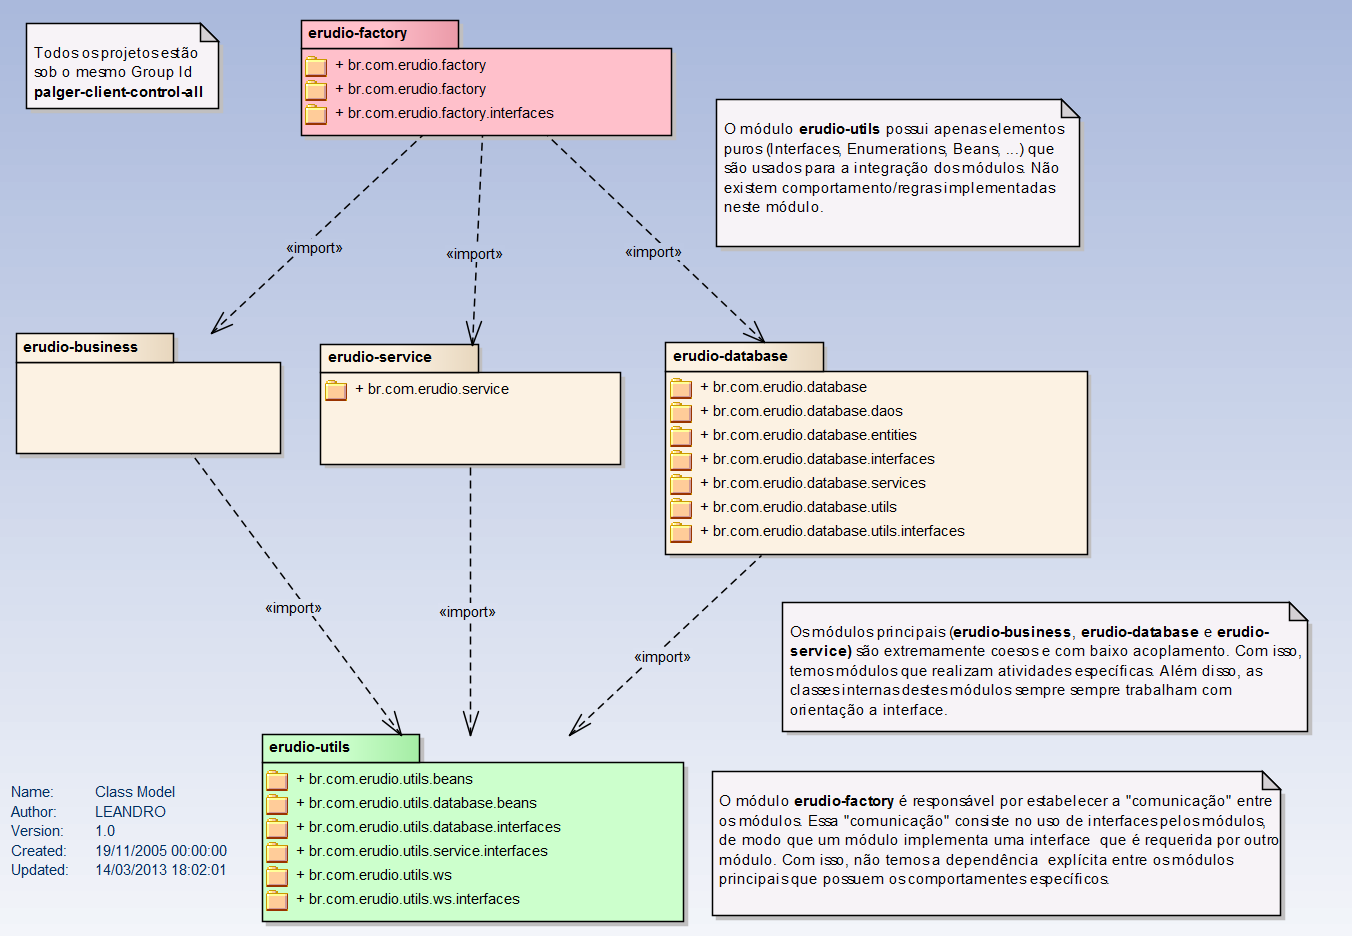 Todos os projetos estão
sob o mesmo Group Id
palger-client-control-all
erudio-factory
+ br.com.erudio.factory
+ br.com.erudio.factory
+ br.com.erudio.factory.interfaces
O módulo erudio-utils possui apenas elementos
puros (Interfaces, Enumerations, Beans, ...) que
são usados para a integração dos módulos. Não
existem comportamento/regras implementadas
neste módulo.
«import»
«import»
«import»
erudio-business
erudio-service
+ br.com.erudio.service
erudio-database
+ br.com.erudio.database
+ br.com.erudio.database.daos
+ br.com.erudio.database.entities
+ br.com.erudio.database.interfaces
+ br.com.erudio.database.services
+ br.com.erudio.database.utils
+ br.com.erudio.database.utils.interfaces
«import»
«import»
«import»
Os módulos principais (erudio-business, erudio-database e erudio-
service) são extremamente coesos e com baixo acoplamento. Com isso,
temos módulos que realizam atividades específicas. Além disso, as
classes internas destes módulos sempre sempre trabalham com
orientação a interface.
erudio-utils
+ br.com.erudio.utils.beans
+ br.com.erudio.utils.database.beans
+ br.com.erudio.utils.database.interfaces
+ br.com.erudio.utils.service.interfaces
+ br.com.erudio.utils.ws
+ br.com.erudio.utils.ws.interfaces
Name: Class Model
Author: LEANDRO
Version: 1.0
Created: 19/11/2005 00:00:00
Updated: 14/03/2013 18:02:01
O módulo erudio-factory é responsável por estabelecer a "comunicação" entre
os módulos. Essa "comunicação" consiste no uso de interfaces pelos módulos,
de modo que um módulo implementa uma interface que é requerida por outro
módulo. Com isso, não temos a dependência explícita entre os módulos
principais que possuem os comportamentes específicos.